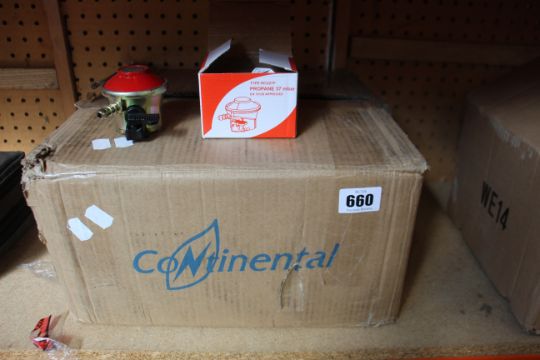 PROPANE 37 mbar
660
Continental
WE14